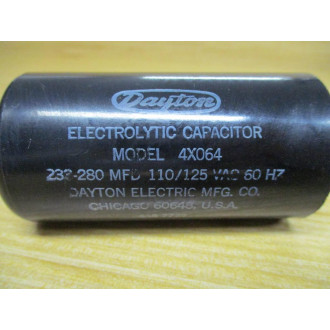 Dayton
ELECTROLYTIC CAPACITOR
MODEL 4X064
233-280 MFD 110/125 VAC 60 HZ
DAYTON ELECTRIC MFG. CO.
CHICAGO 60648, U.S.A.